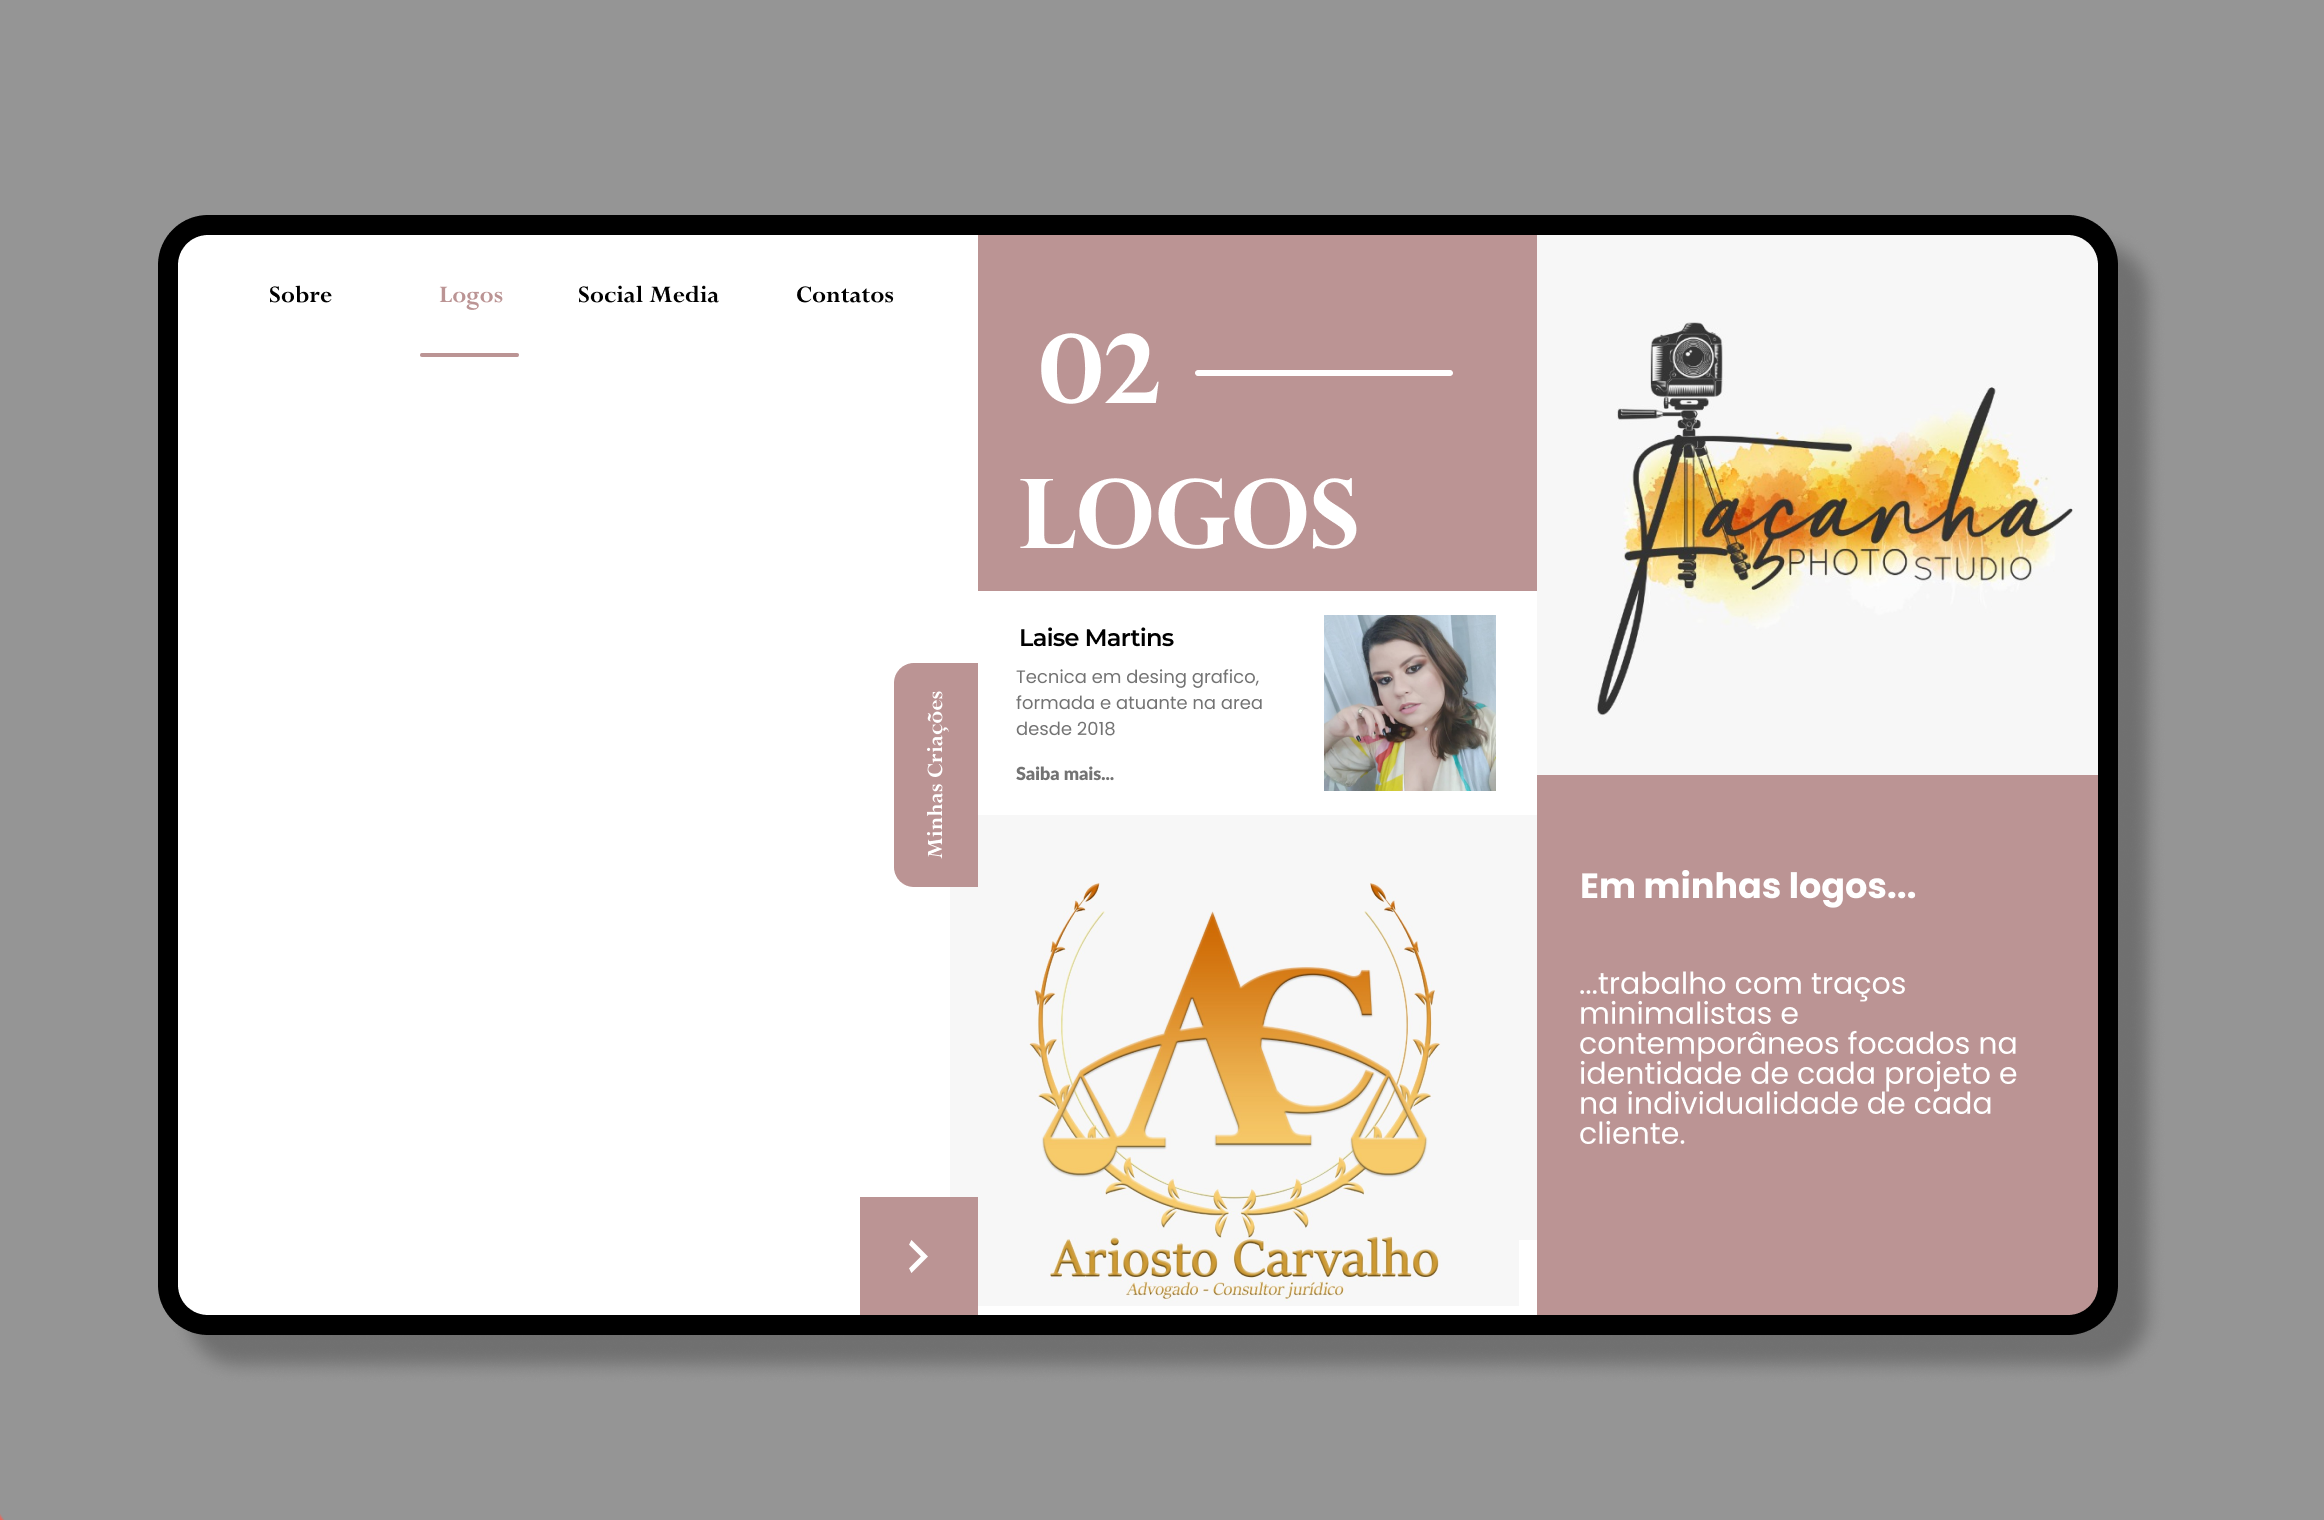 Sobre
Logos
Social Media
Contatos
02
LOGOS
Laise Martins
Tecnica em desing grafico,
formada e atuante na area
desde 2018
Saiba mais...
Minhas Criações
AC
Ariosto Carvalho
Advogado - Consultor jurídico
Façanha
PHOTO STUDIO
Em minhas logos...
...trabalho com traços
minimalistas e
contemporâneos focados na
identidade de cada projeto e
na individualidade de cada
cliente.